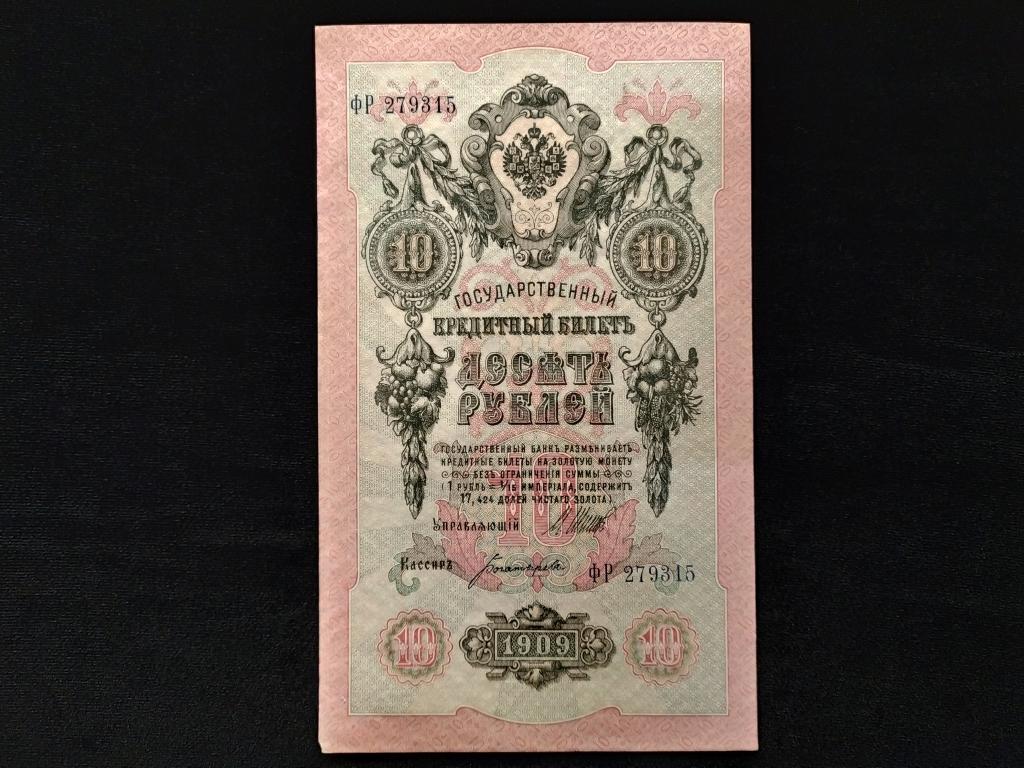 ФР 279315
10 10
ГОСУДАРСТВЕННЫЙ
КРЕДИТНЫЙ БИЛЕТЪ
ДЕСЯТЬ
РУБЛЕЙ
ГОСУДАРСТВЕННЫЙ БАНКЪ РАЗМѢНИВАЕТЪ
КРЕДИТНЫЕ БИЛЕТЫ НА ЗОЛОТУЮ МОНЕТУ
БЕЗЪ ОГРАНИЧЕНІЯ СУММЫ
(1 РУБЛЬ = 1/15 ИМПЕРІАЛА, СОДЕРЖИТЪ
17,424 ДОЛЕЙ ЧИСТАГО ЗОЛОТА).
10
УПРАВЛЯЮЩІЙ
КАССИРЪ
ФР 279315
10 1909 10